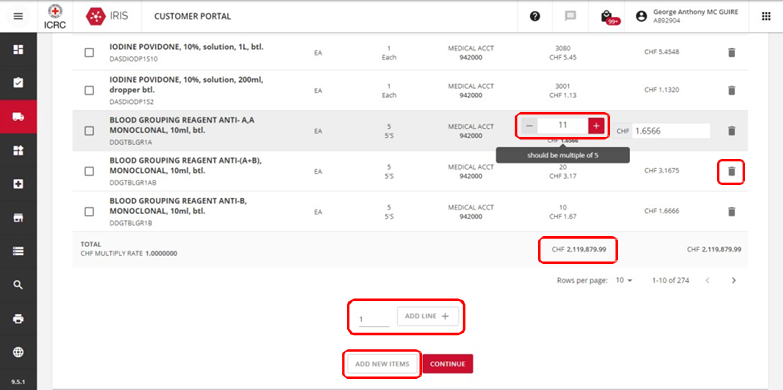 ICRC
IRIS
CUSTOMER PORTAL
99+
George Anthony MC GUIRE
A892904
IODINE POVIDONE, 10%, solution, 1L, btl.
DASDIODP1S10
EA
1
Each
MEDICAL ACCT
942000
3080
CHF 5.45
CHF 5.4548
IODINE POVIDONE, 10%, solution, 200ml,
dropper btl.
DASDIODP1S2
EA
1
Each
MEDICAL ACCT
942000
3001
CHF 1.13
CHF 1.1320
BLOOD GROUPING REAGENT ANTI- A,A
MONOCLONAL, 10ml, btl.
DDGTBLGR1A
EA
5
5'S
MEDICAL ACCT
942000
− 11 +
CHF 1.6566
CHF 1.6566
should be multiple of 5
BLOOD GROUPING REAGENT ANTI-(A+B),
MONOCLONAL, 10ml, btl.
DDGTBLGR1AB
EA
5
5'S
MEDICAL ACCT
942000
20
CHF 3.17
CHF 3.1675
BLOOD GROUPING REAGENT ANTI-B,
MONOCLONAL, 10ml, btl.
DDGTBLGR1B
EA
5
5'S
MEDICAL ACCT
942000
10
CHF 1.67
CHF 1.6666
TOTAL
CHF MULTIPLY RATE 1.0000000
CHF 2,119,879.99
CHF 2,119,879.99
Rows per page: 10
1-10 of 274
1
ADD LINE +
ADD NEW ITEMS
CONTINUE
9.5.1